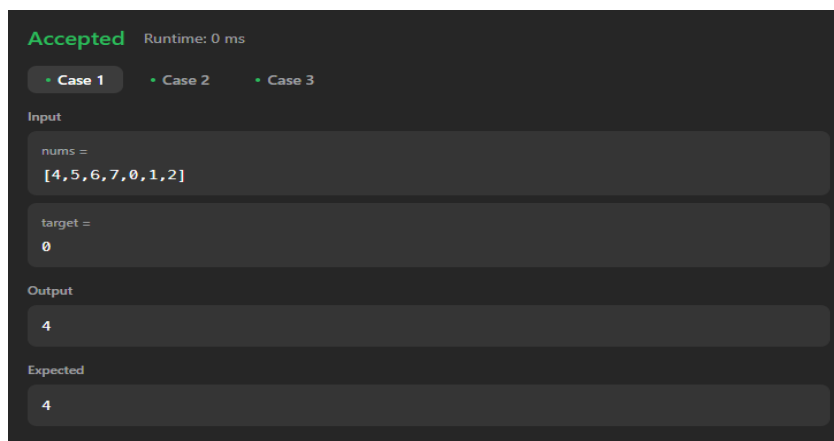 Accepted Runtime: 0 ms
• Case 1 • Case 2 • Case 3
Input
nums =
[4,5,6,7,0,1,2]
target =
0
Output
4
Expected
4